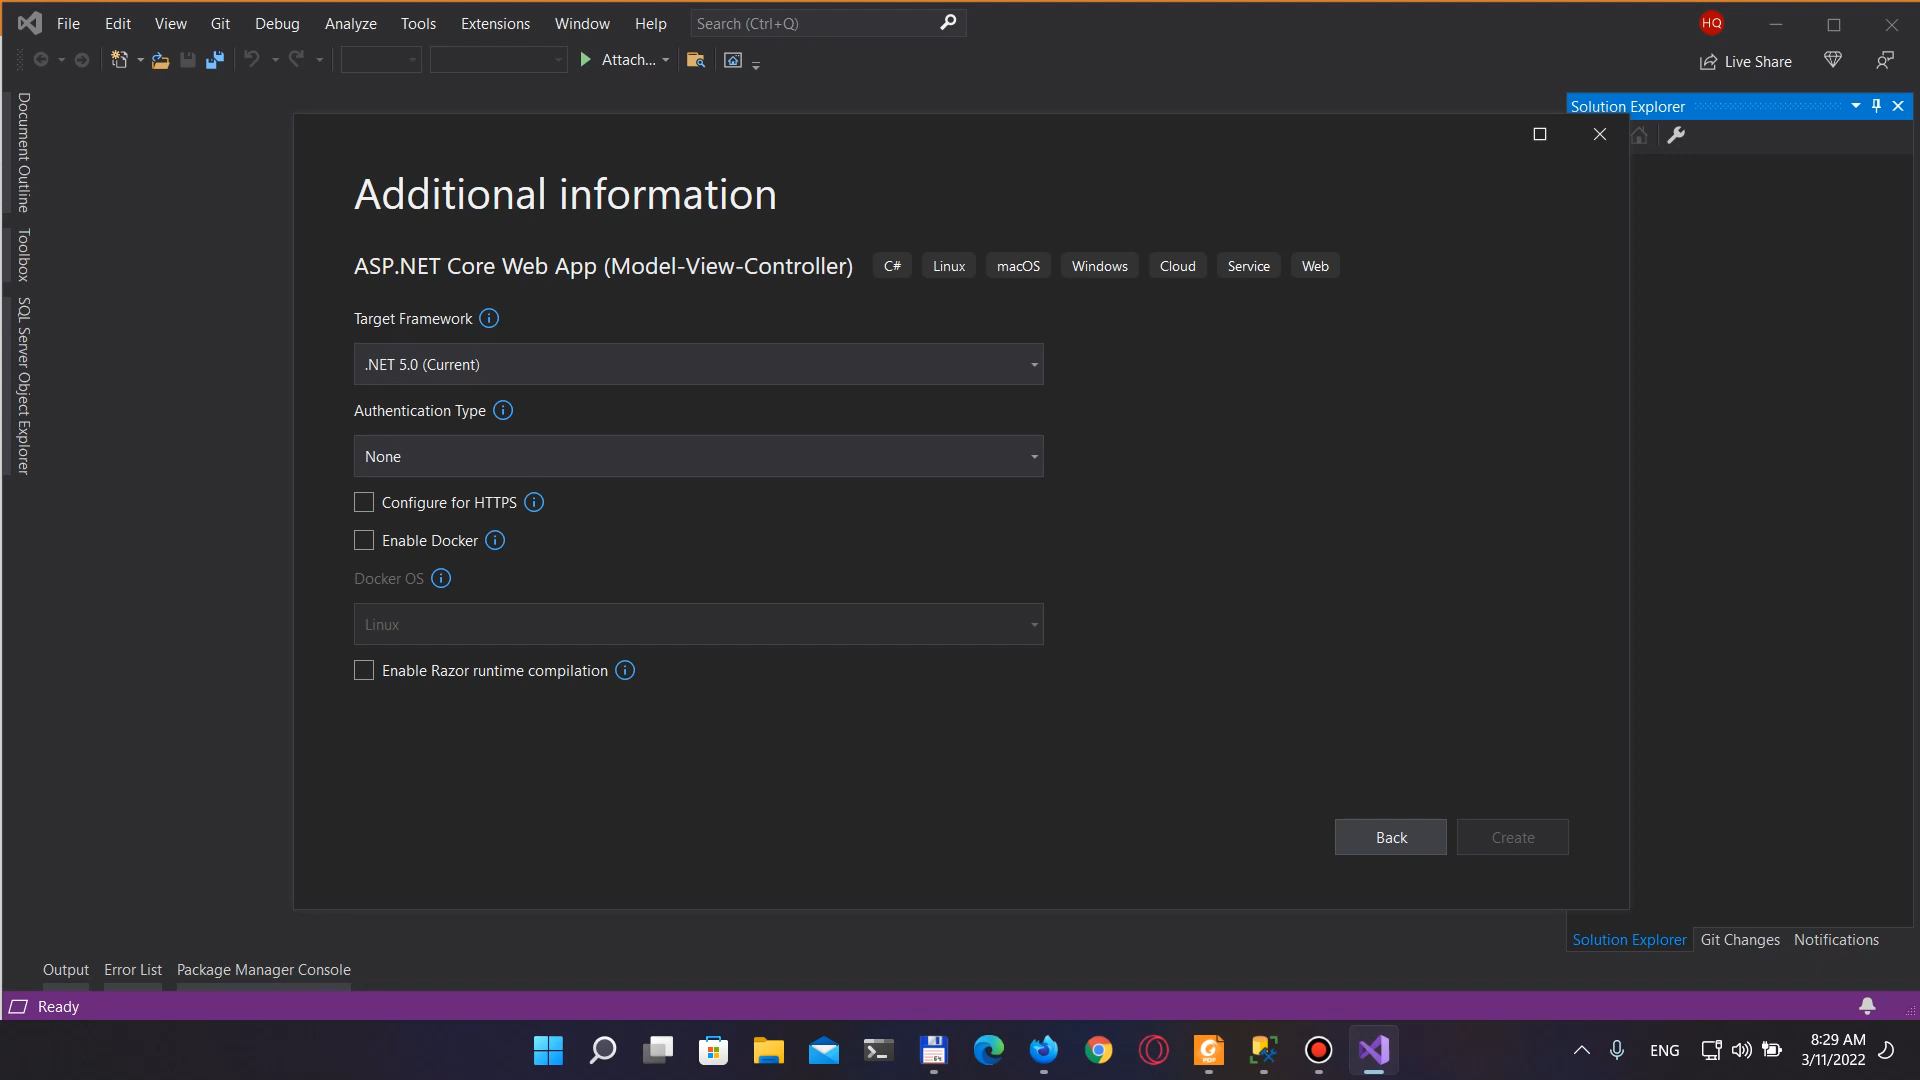 File Edit View Git Debug Analyze Tools Extensions Window Help Search (Ctrl+Q) HQ
Attach... Live Share
Document Outline
Toolbox
SQL Server Object Explorer
Solution Explorer
Additional information
ASP.NET Core Web App (Model-View-Controller) C# Linux macOS Windows Cloud Service Web
Target Framework
.NET 5.0 (Current)
Authentication Type
None
Configure for HTTPS
Enable Docker
Docker OS
Linux
Enable Razor runtime compilation
Back Create
Solution Explorer Git Changes Notifications
Output Error List Package Manager Console
Ready
ENG 8:29 AM
3/11/2022